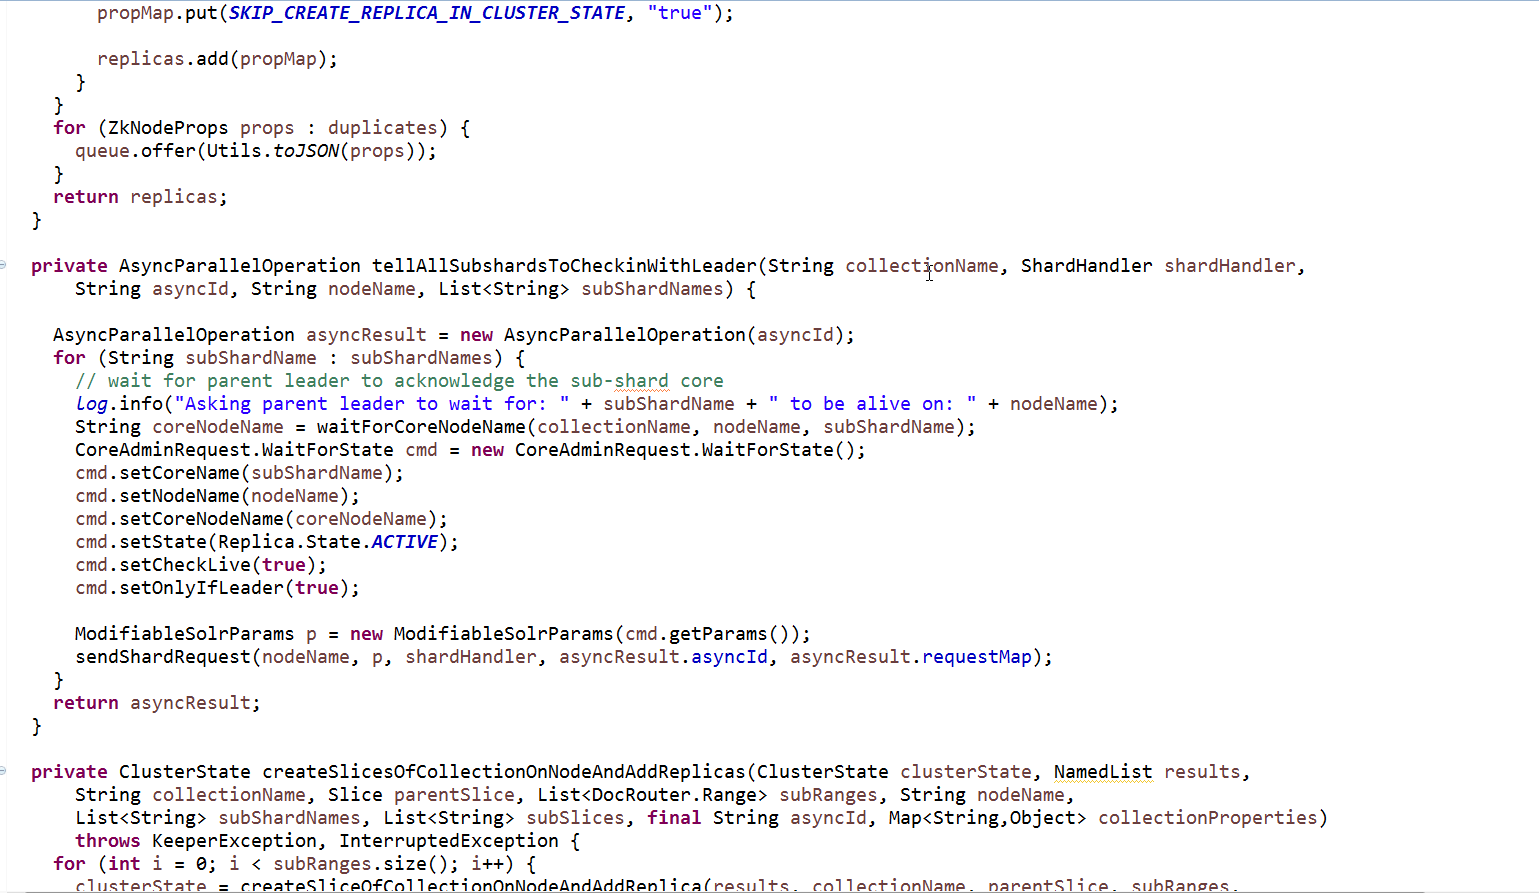 propMap.put(SKIP_CREATE_REPLICA_IN_CLUSTER_STATE, "true");
replicas.add(propMap);
}
}
for (ZkNodeProps props : duplicates) {
queue.offer(Utils.toJSON(props));
}
return replicas;
}
private AsyncParallelOperation tellAllSubshardsToCheckinWithLeader(String collectionName, ShardHandler shardHandler,
String asyncId, String nodeName, List<String> subShardNames) {
AsyncParallelOperation asyncResult = new AsyncParallelOperation(asyncId);
for (String subShardName : subShardNames) {
// wait for parent leader to acknowledge the sub-shard core
log.info("Asking parent leader to wait for: " + subShardName + " to be alive on: " + nodeName);
String coreNodeName = waitForCoreNodeName(collectionName, nodeName, subShardName);
CoreAdminRequest.WaitForState cmd = new CoreAdminRequest.WaitForState();
cmd.setCoreName(subShardName);
cmd.setNodeName(nodeName);
cmd.setCoreNodeName(coreNodeName);
cmd.setState(Replica.State.ACTIVE);
cmd.setCheckLive(true);
cmd.setOnlyIfLeader(true);
ModifiableSolrParams p = new ModifiableSolrParams(cmd.getParams());
sendShardRequest(nodeName, p, shardHandler, asyncResult.asyncId, asyncResult.requestMap);
}
return asyncResult;
}
private ClusterState createSlicesOfCollectionOnNodeAndAddReplicas(ClusterState clusterState, NamedList results,
String collectionName, Slice parentSlice, List<DocRouter.Range> subRanges, String nodeName,
List<String> subShardNames, List<String> subSlices, final String asyncId, Map<String,Object> collectionProperties)
throws KeeperException, InterruptedException {
for (int i = 0; i < subRanges.size(); i++) {
clusterState = createSliceOfCollectionOnNodeAndAddReplica(results, collectionName, parentSlice, subRanges,